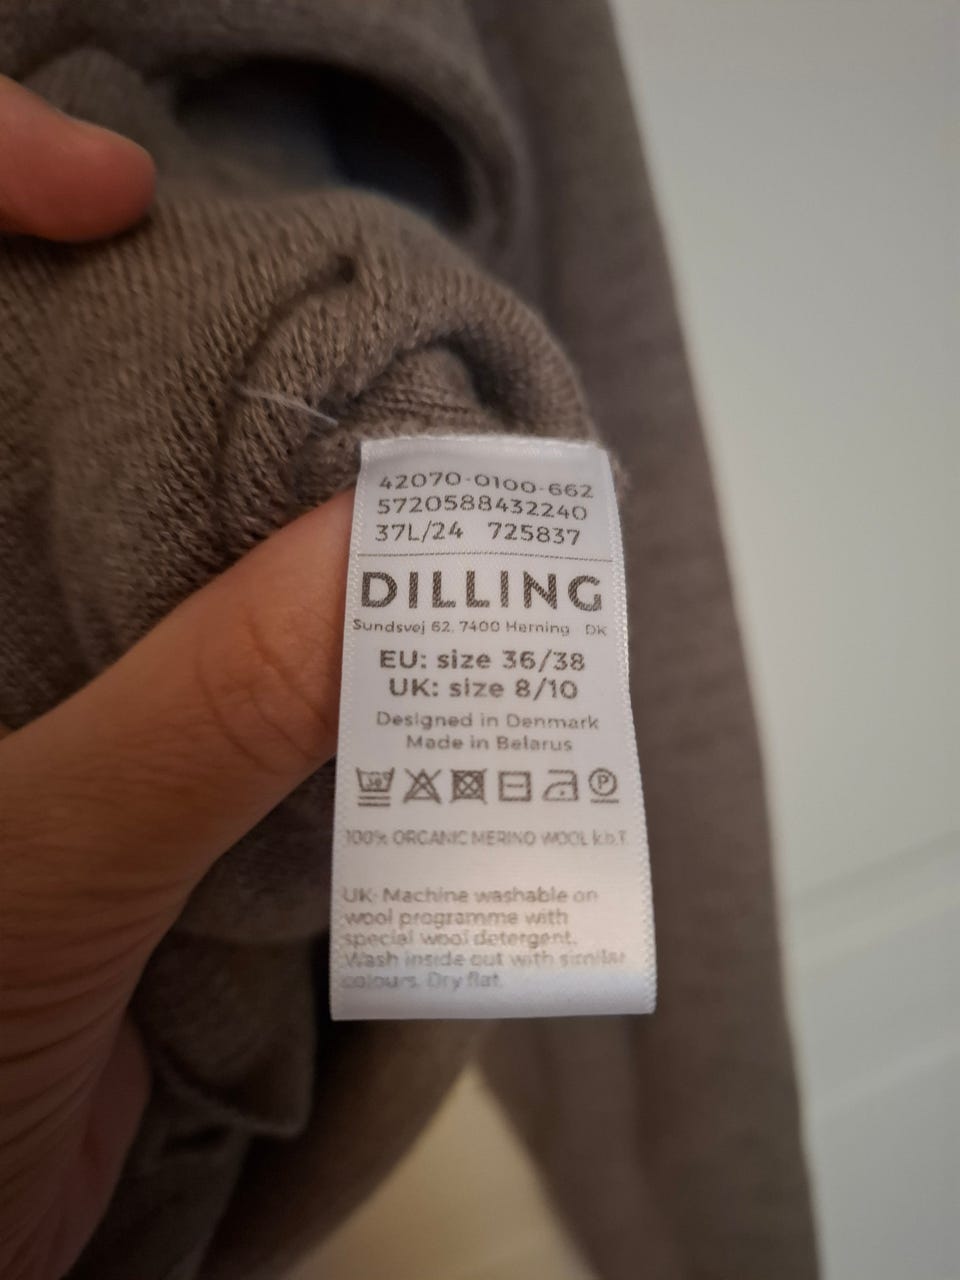 42070-0100-662
5720588432240
37L/24 725837
DILLING
Sundsvej 62, 7400 Herning DK
EU: size 36/38
UK: size 8/10
Designed in Denmark
Made in Belarus
30°
P
100% ORGANIC MERINO WOOL k.b.T.
UK: Machine washable on
wool programme with
special wool detergent.
Wash inside out with similar
colours. Dry flat.